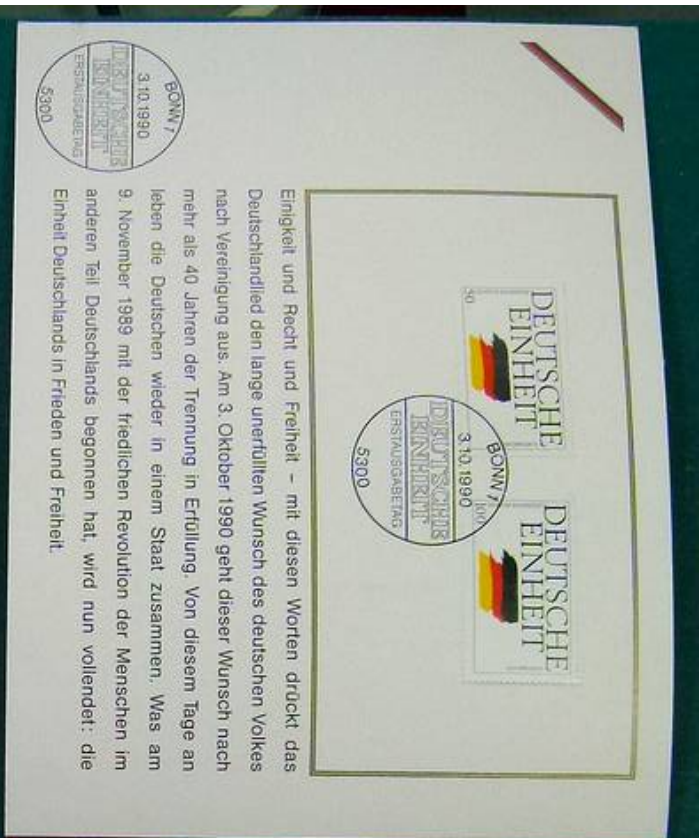 DEUTSCHE
EINHEIT
50
DEUTSCHE
EINHEIT
100
BONN 1
3.10.1990
DEUTSCHE
EINHEIT
ERSTAUSGABETAG
5300
Einigkeit und Recht und Freiheit – mit diesen Worten drückt das
Deutschlandlied den lange unerfüllten Wunsch des deutschen Volkes
nach Vereinigung aus. Am 3. Oktober 1990 geht dieser Wunsch nach
mehr als 40 Jahren der Trennung in Erfüllung. Von diesem Tage an
leben die Deutschen wieder in einem Staat zusammen. Was am
9. November 1989 mit der friedlichen Revolution der Menschen im
anderen Teil Deutschlands begonnen hat, wird nun vollendet: die
Einheit Deutschlands in Frieden und Freiheit.
BONN 1
3.10.1990
DEUTSCHE
EINHEIT
ERSTAUSGABETAG
5300